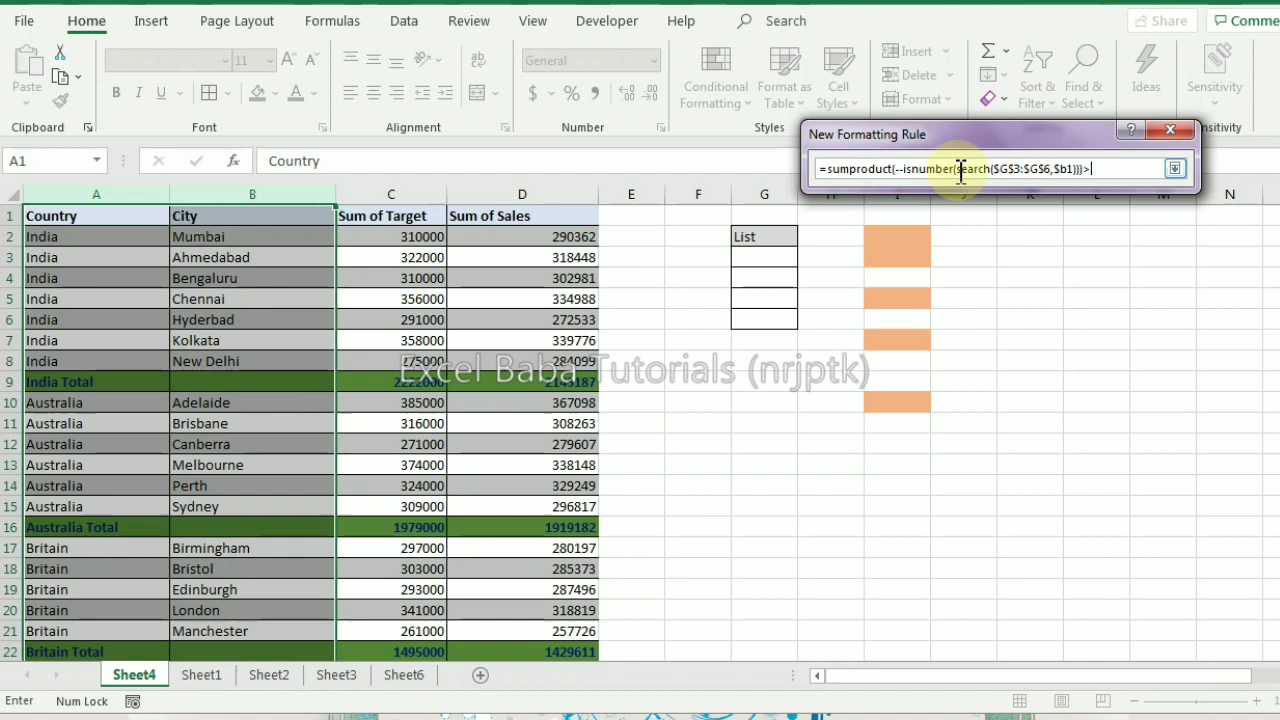 File Home Insert Page Layout Formulas Data Review View Developer Help Search Share Comme
11 General Insert
Paste B I U $ % Conditional Formatting Format as Table Cell Styles Delete Format Sort & Filter Find & Select Ideas Sensitivity
Clipboard Font Alignment Number Styles nsitivity
New Formatting Rule
A1 fx Country
=sumproduct(--isnumber(search($G$3:$G$6,$b1)))>
A B C D E F G H I J K L M N
1 Country City Sum of Target Sum of Sales
2 India Mumbai 310000 290362 List
3 India Ahmedabad 322000 318448
4 India Bengaluru 310000 302981
5 India Chennai 356000 334988
6 India Hyderbad 291000 272533
7 India Kolkata 358000 339776
8 India New Delhi 275000 284099
Excel Baba Tutorials (nrjptk)
9 India Total 2222000 2143187
10 Australia Adelaide 385000 367098
11 Australia Brisbane 316000 308263
12 Australia Canberra 271000 279607
13 Australia Melbourne 374000 338148
14 Australia Perth 324000 329249
15 Australia Sydney 309000 296817
16 Australia Total 1979000 1919182
17 Britain Birmingham 297000 280197
18 Britain Bristol 303000 285373
19 Britain Edinburgh 293000 287496
20 Britain London 341000 318819
21 Britain Manchester 261000 257726
22 Britain Total 1495000 1429611
Sheet4 Sheet1 Sheet2 Sheet3 Sheet6
Enter Num Lock